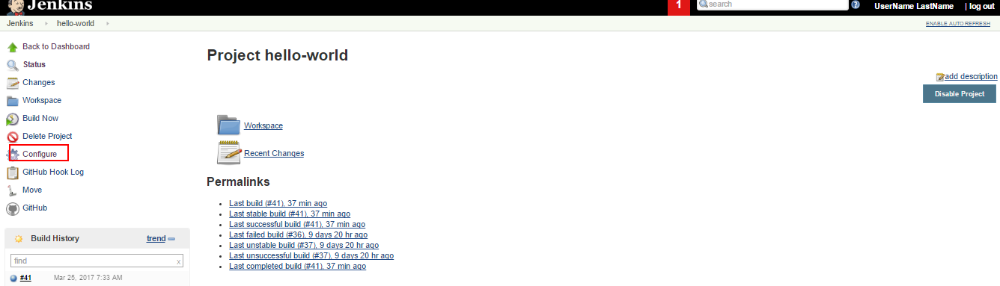 Jenkins
1
search
UserName LastName
| log out
Jenkins
hello-world
ENABLE AUTO REFRESH
Back to Dashboard
Status
Changes
Workspace
Build Now
Delete Project
Configure
GitHub Hook Log
Move
GitHub
Build History
trend
find
x
#41
Mar 25, 2017 7:33 AM
Project hello-world
add description
Disable Project
Workspace
Recent Changes
Permalinks
Last build (#41), 37 min ago
Last stable build (#41), 37 min ago
Last successful build (#41), 37 min ago
Last failed build (#36), 9 days 20 hr ago
Last unstable build (#37), 9 days 20 hr ago
Last unsuccessful build (#37), 9 days 20 hr ago
Last completed build (#41), 37 min ago